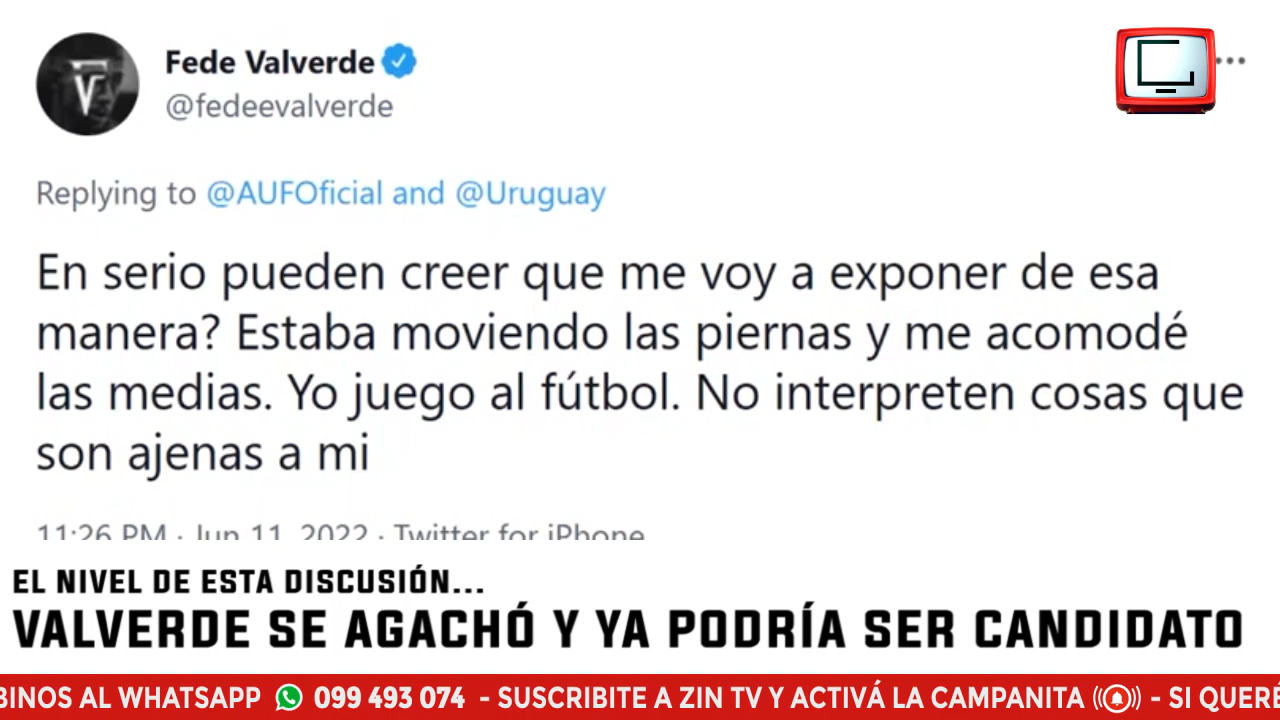 Fede Valverde
@fedeevalverde
Replying to @AUFOficial and @Uruguay
En serio pueden creer que me voy a exponer de esa
manera? Estaba moviendo las piernas y me acomodé
las medias. Yo juego al fútbol. No interpreten cosas que
son ajenas a mi
11:26 PM · Jun 11, 2022 · Twitter for iPhone
EL NIVEL DE ESTA DISCUSIÓN...
VALVERDE SE AGACHÓ Y YA PODRÍA SER CANDIDATO
BINOS AL WHATSAPP 099 493 074 - SUSCRIBITE A ZIN TV Y ACTIVÁ LA CAMPANITA - SI QUERÉ